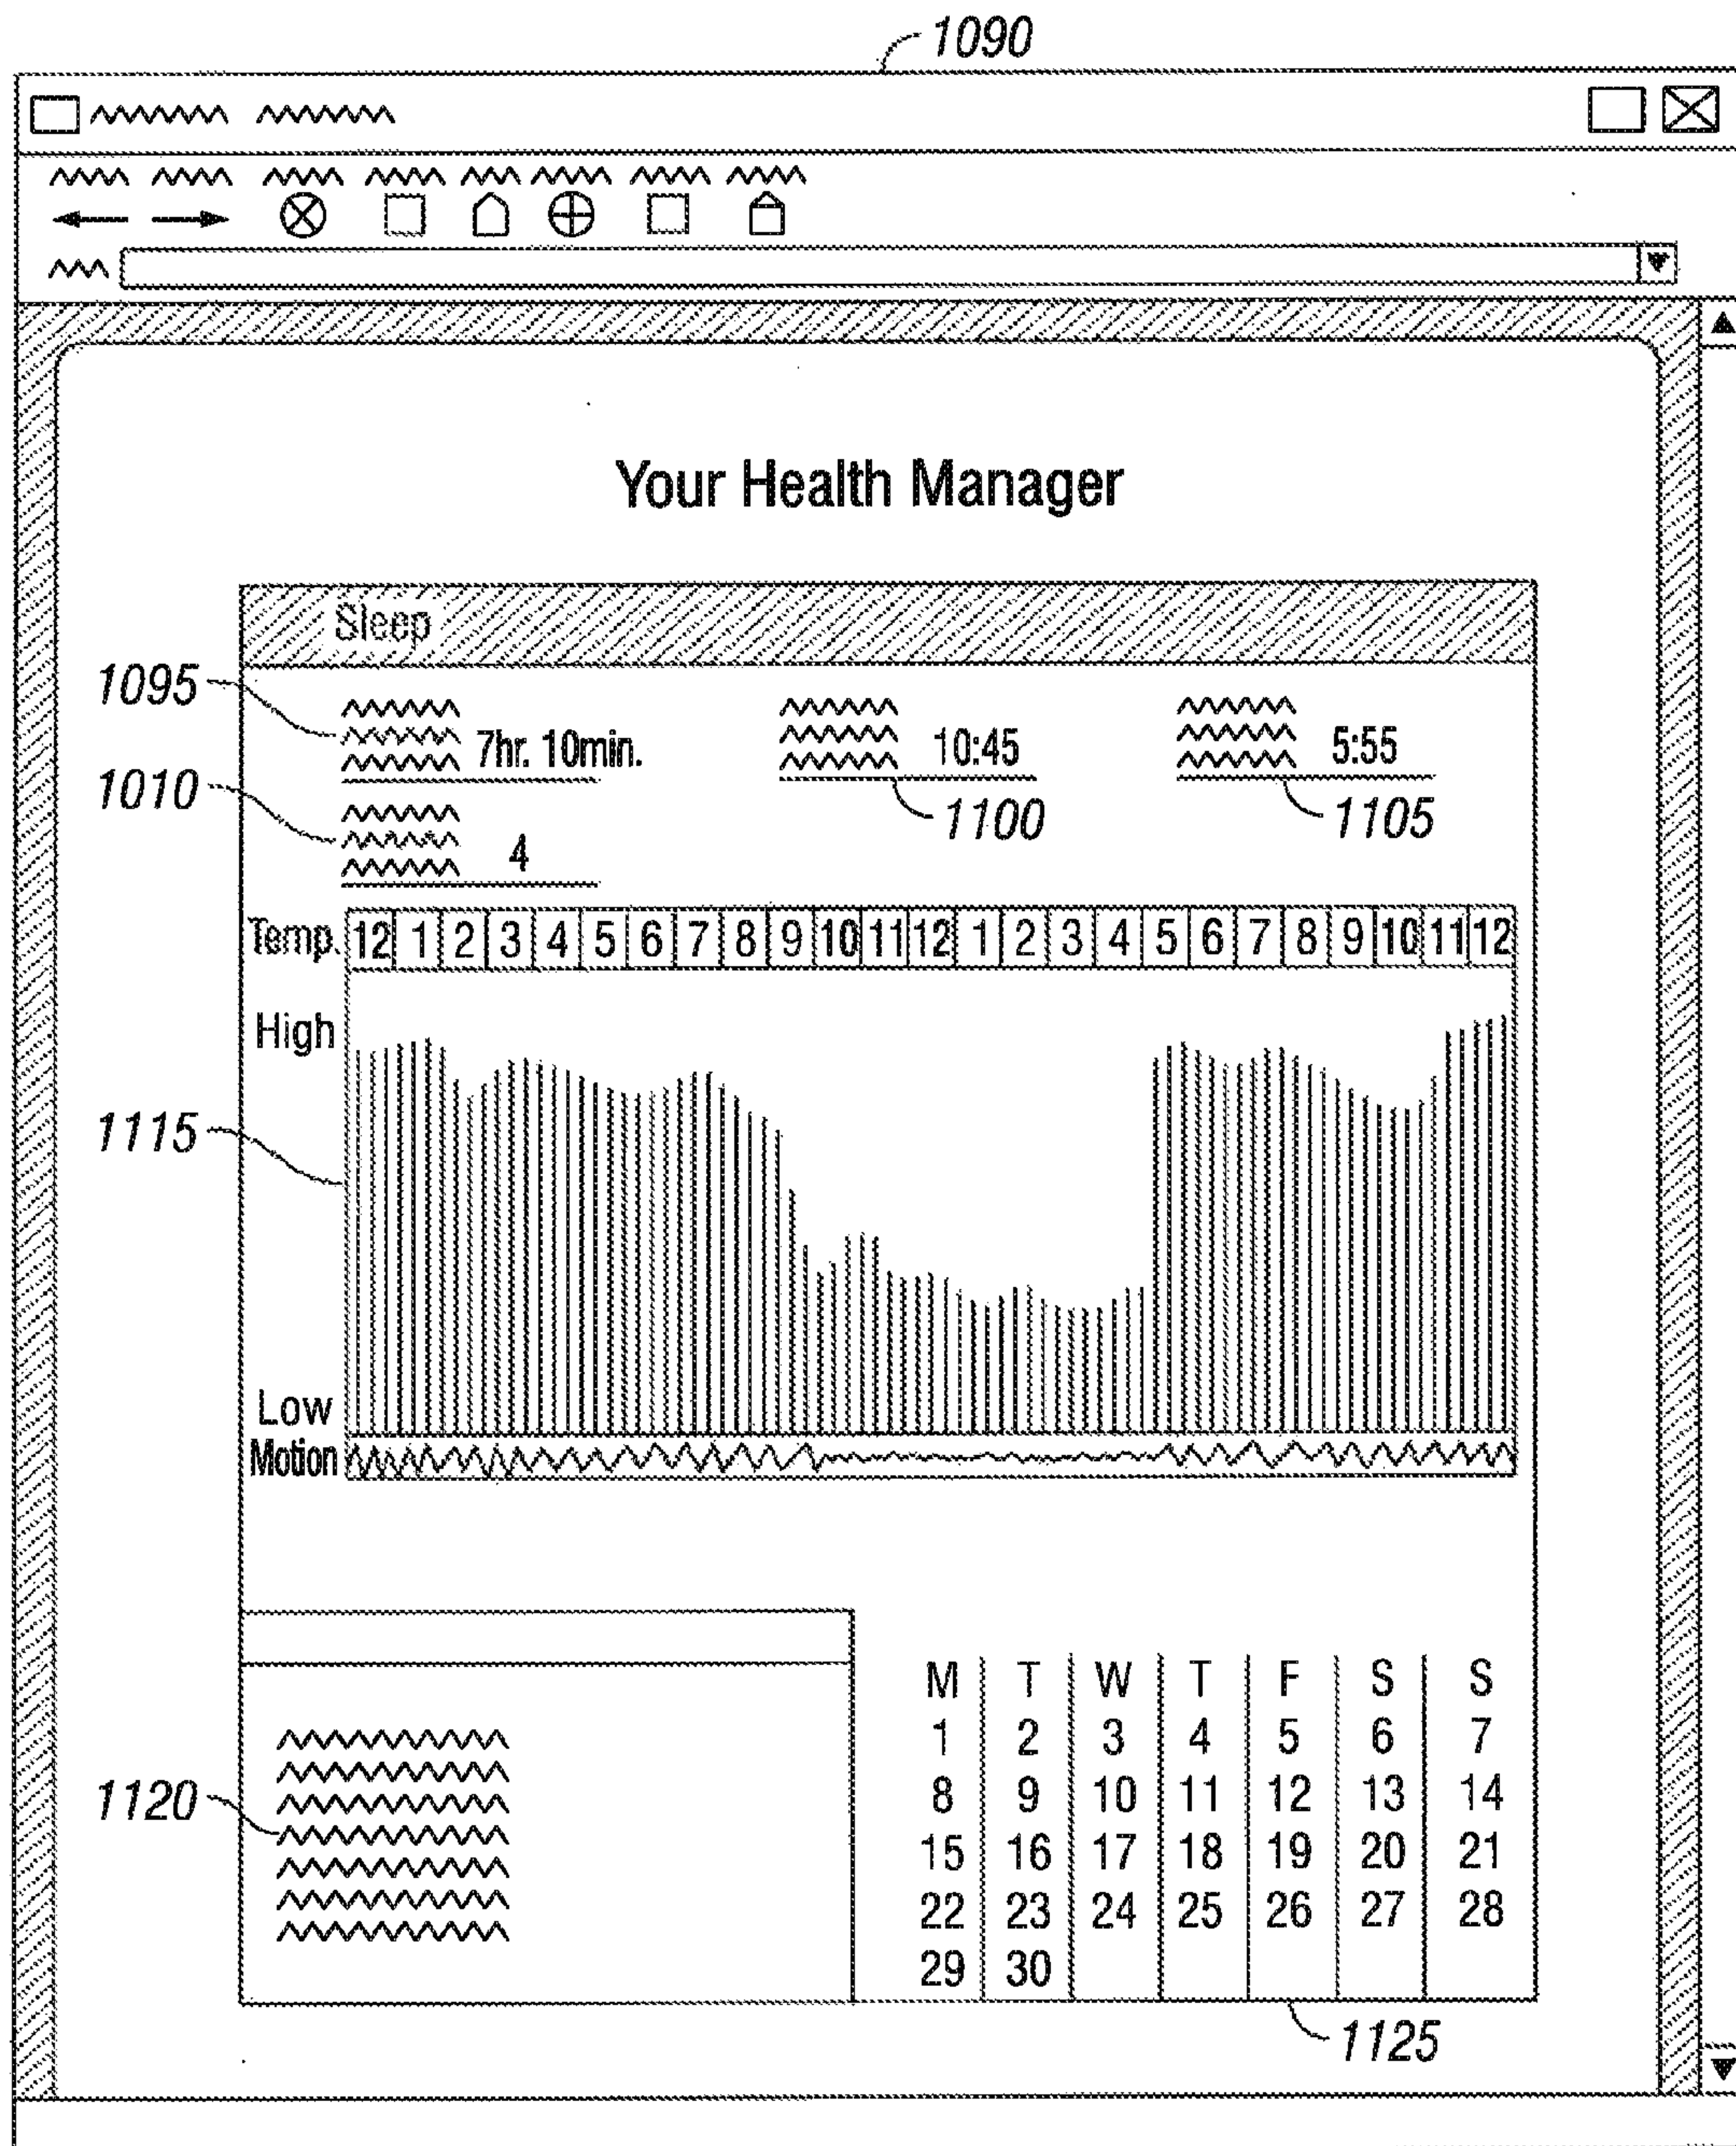 1090
Your Health Manager
Sleep
1095
7hr. 10min.
10:45
5:55
1010
1100
1105
4
Temp. 12 1 2 3 4 5 6 7 8 9 10 11 12 1 2 3 4 5 6 7 8 9 10 11 12
High
1115
Low
Motion
M T W T F S S
1 2 3 4 5 6 7
1120
8 9 10 11 12 13 14
15 16 17 18 19 20 21
22 23 24 25 26 27 28
29 30
1125